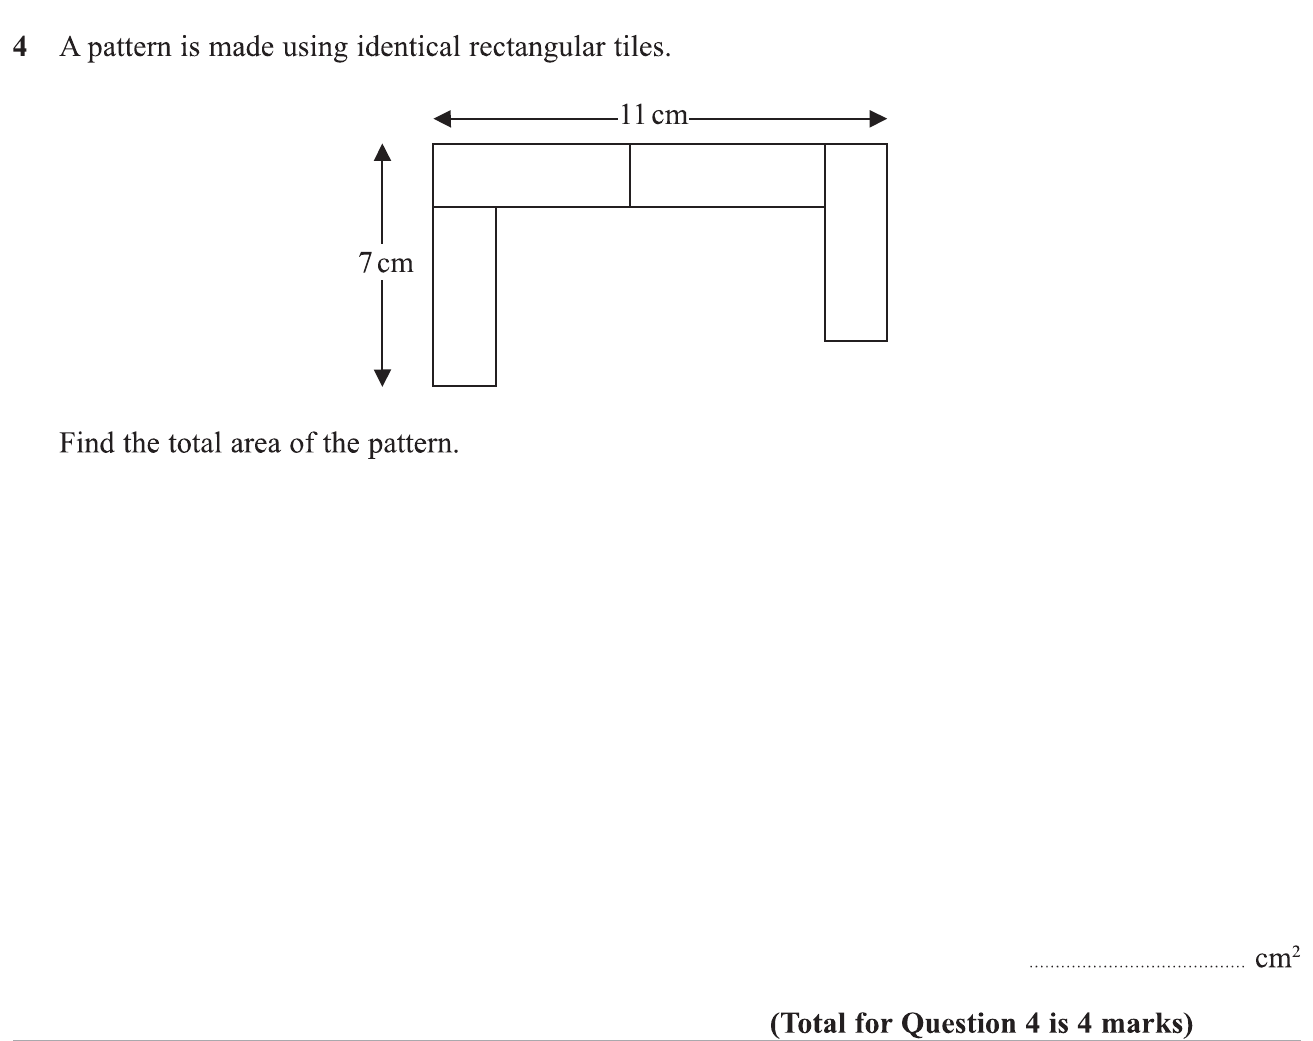 4 A pattern is made using identical rectangular tiles.
11 cm
7 cm
Find the total area of the pattern.
........................................... cm²
(Total for Question 4 is 4 marks)